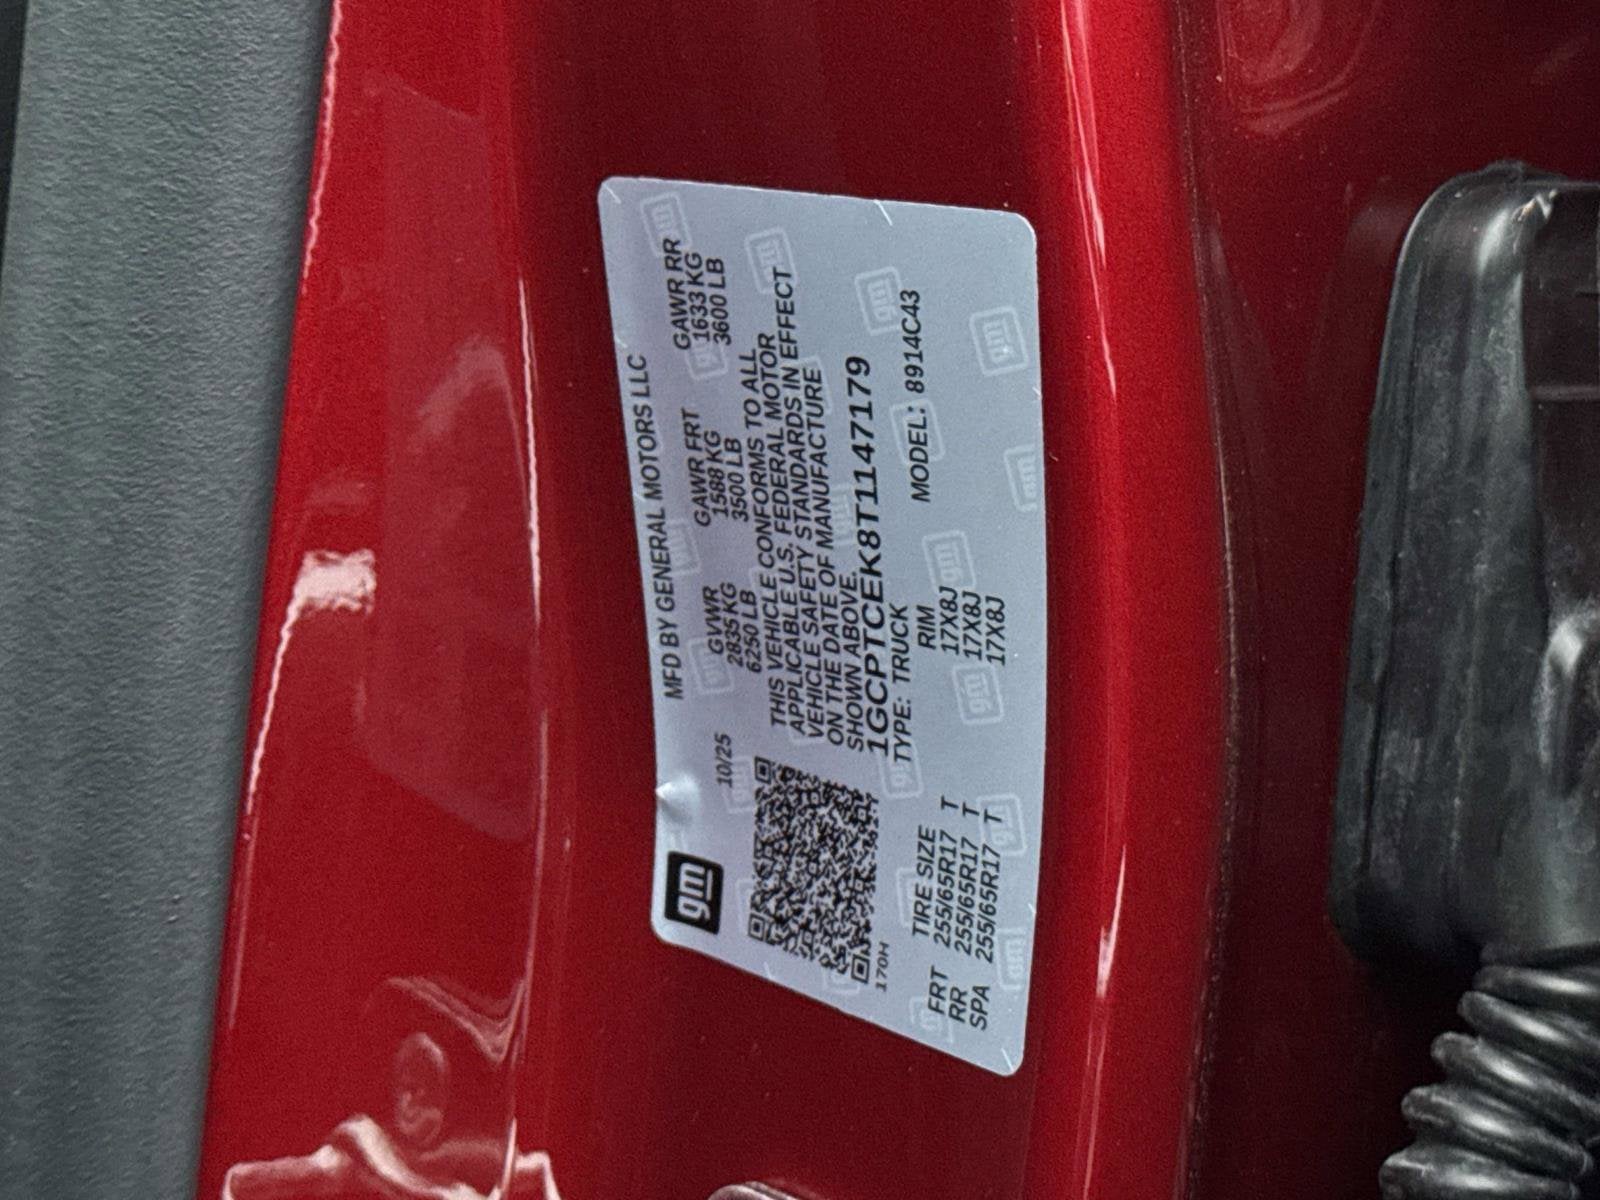 gm
MFD BY GENERAL MOTORS LLC
10/25
GVWR GAWR FRT GAWR RR
2835 KG 1588 KG 1633 KG
6250 LB 3500 LB 3600 LB
THIS VEHICLE CONFORMS TO ALL
APPLICABLE U.S. FEDERAL MOTOR
VEHICLE SAFETY STANDARDS IN EFFECT
ON THE DATE OF MANUFACTURE
SHOWN ABOVE.
1GCPTCEK8T1147179
TYPE: TRUCK MODEL: 8914C43
170H
TIRE SIZE RIM
FRT 255/65R17 T 17X8J
RR 255/65R17 T 17X8J
SPA 255/65R17 T 17X8J